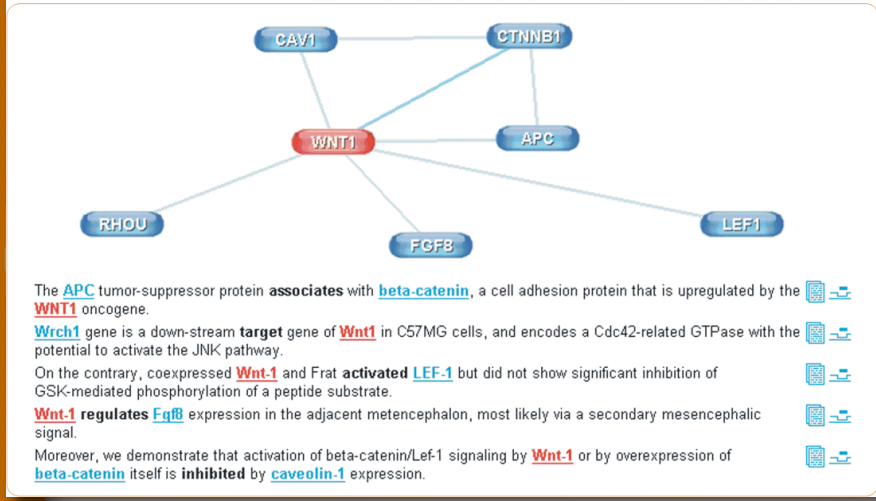 CAV1
CTNNB1
WNT1
APC
RHOU
FGF8
LEF1
The APC tumor-suppressor protein associates with beta-catenin, a cell adhesion protein that is upregulated by the
WNT1 oncogene.
Wrch1 gene is a down-stream target gene of Wnt1 in C57MG cells, and encodes a Cdc42-related GTPase with the
potential to activate the JNK pathway.
On the contrary, coexpressed Wnt-1 and Frat activated LEF-1 but did not show significant inhibition of
GSK-mediated phosphorylation of a peptide substrate.
Wnt-1 regulates Fgf8 expression in the adjacent metencephalon, most likely via a secondary mesencephalic
signal.
Moreover, we demonstrate that activation of beta-catenin/Lef-1 signaling by Wnt-1 or by overexpression of
beta-catenin itself is inhibited by caveolin-1 expression.